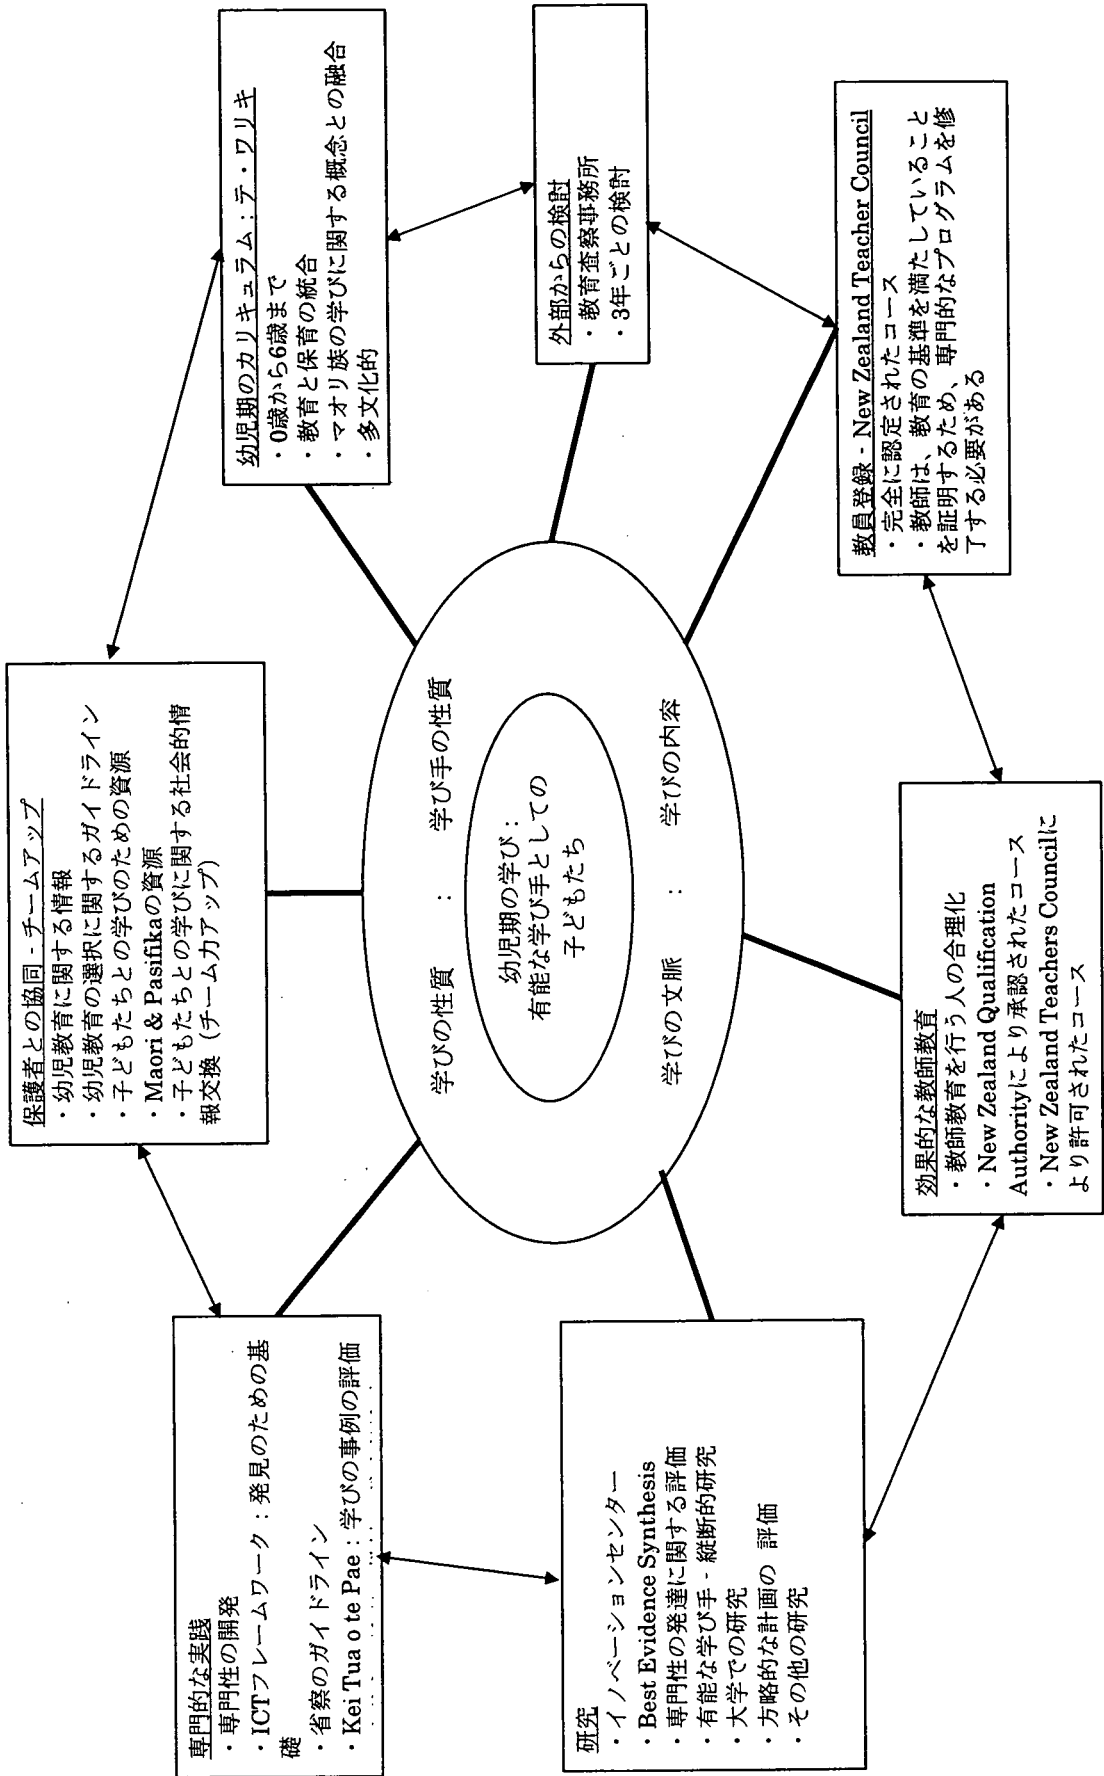 保護者との協同 - チームアップ
・幼児教育に関する情報
・幼児教育の選択に関するガイドライン
・子どもたちとの学びのための資源
・Maori & Pasifikaの資源
・子どもたちとの学びに関する社会的情
報交換（チーム力アップ）
専門的な実践
・専門性の開発
・ICTフレームワーク：発見のための基
礎
・省察のガイドライン
・Kei Tua o te Pae：学びの事例の評価
幼児期のカリキュラム：テ・ワリキ
・0歳から6歳まで
・教育と保育の統合
・マオリ族の学びに関する概念との融合
・多文化的
学びの性質 ： 学び手の性質
幼児期の学び：
有能な学び手としての
子どもたち
学びの文脈 ： 学びの内容
外部からの検討
・教育査察事務所
・3年ごとの検討
研究
・イノベーションセンター
・Best Evidence Synthesis
・専門性の発達に関する評価
・有能な学び手 - 縦断的研究
・大学での研究
・方略的な計画の 評価
・その他の研究
効果的な教師教育
・教師教育を行う人の合理化
・New Zealand Qualification
Authorityにより承認されたコース
・New Zealand Teachers Councilに
より許可されたコース
教員登録 - New Zealand Teacher Council
・完全に認定されたコース
・教師は、教育の基準を満たしていること
を証明するため、専門的なプログラムを修
了する必要がある